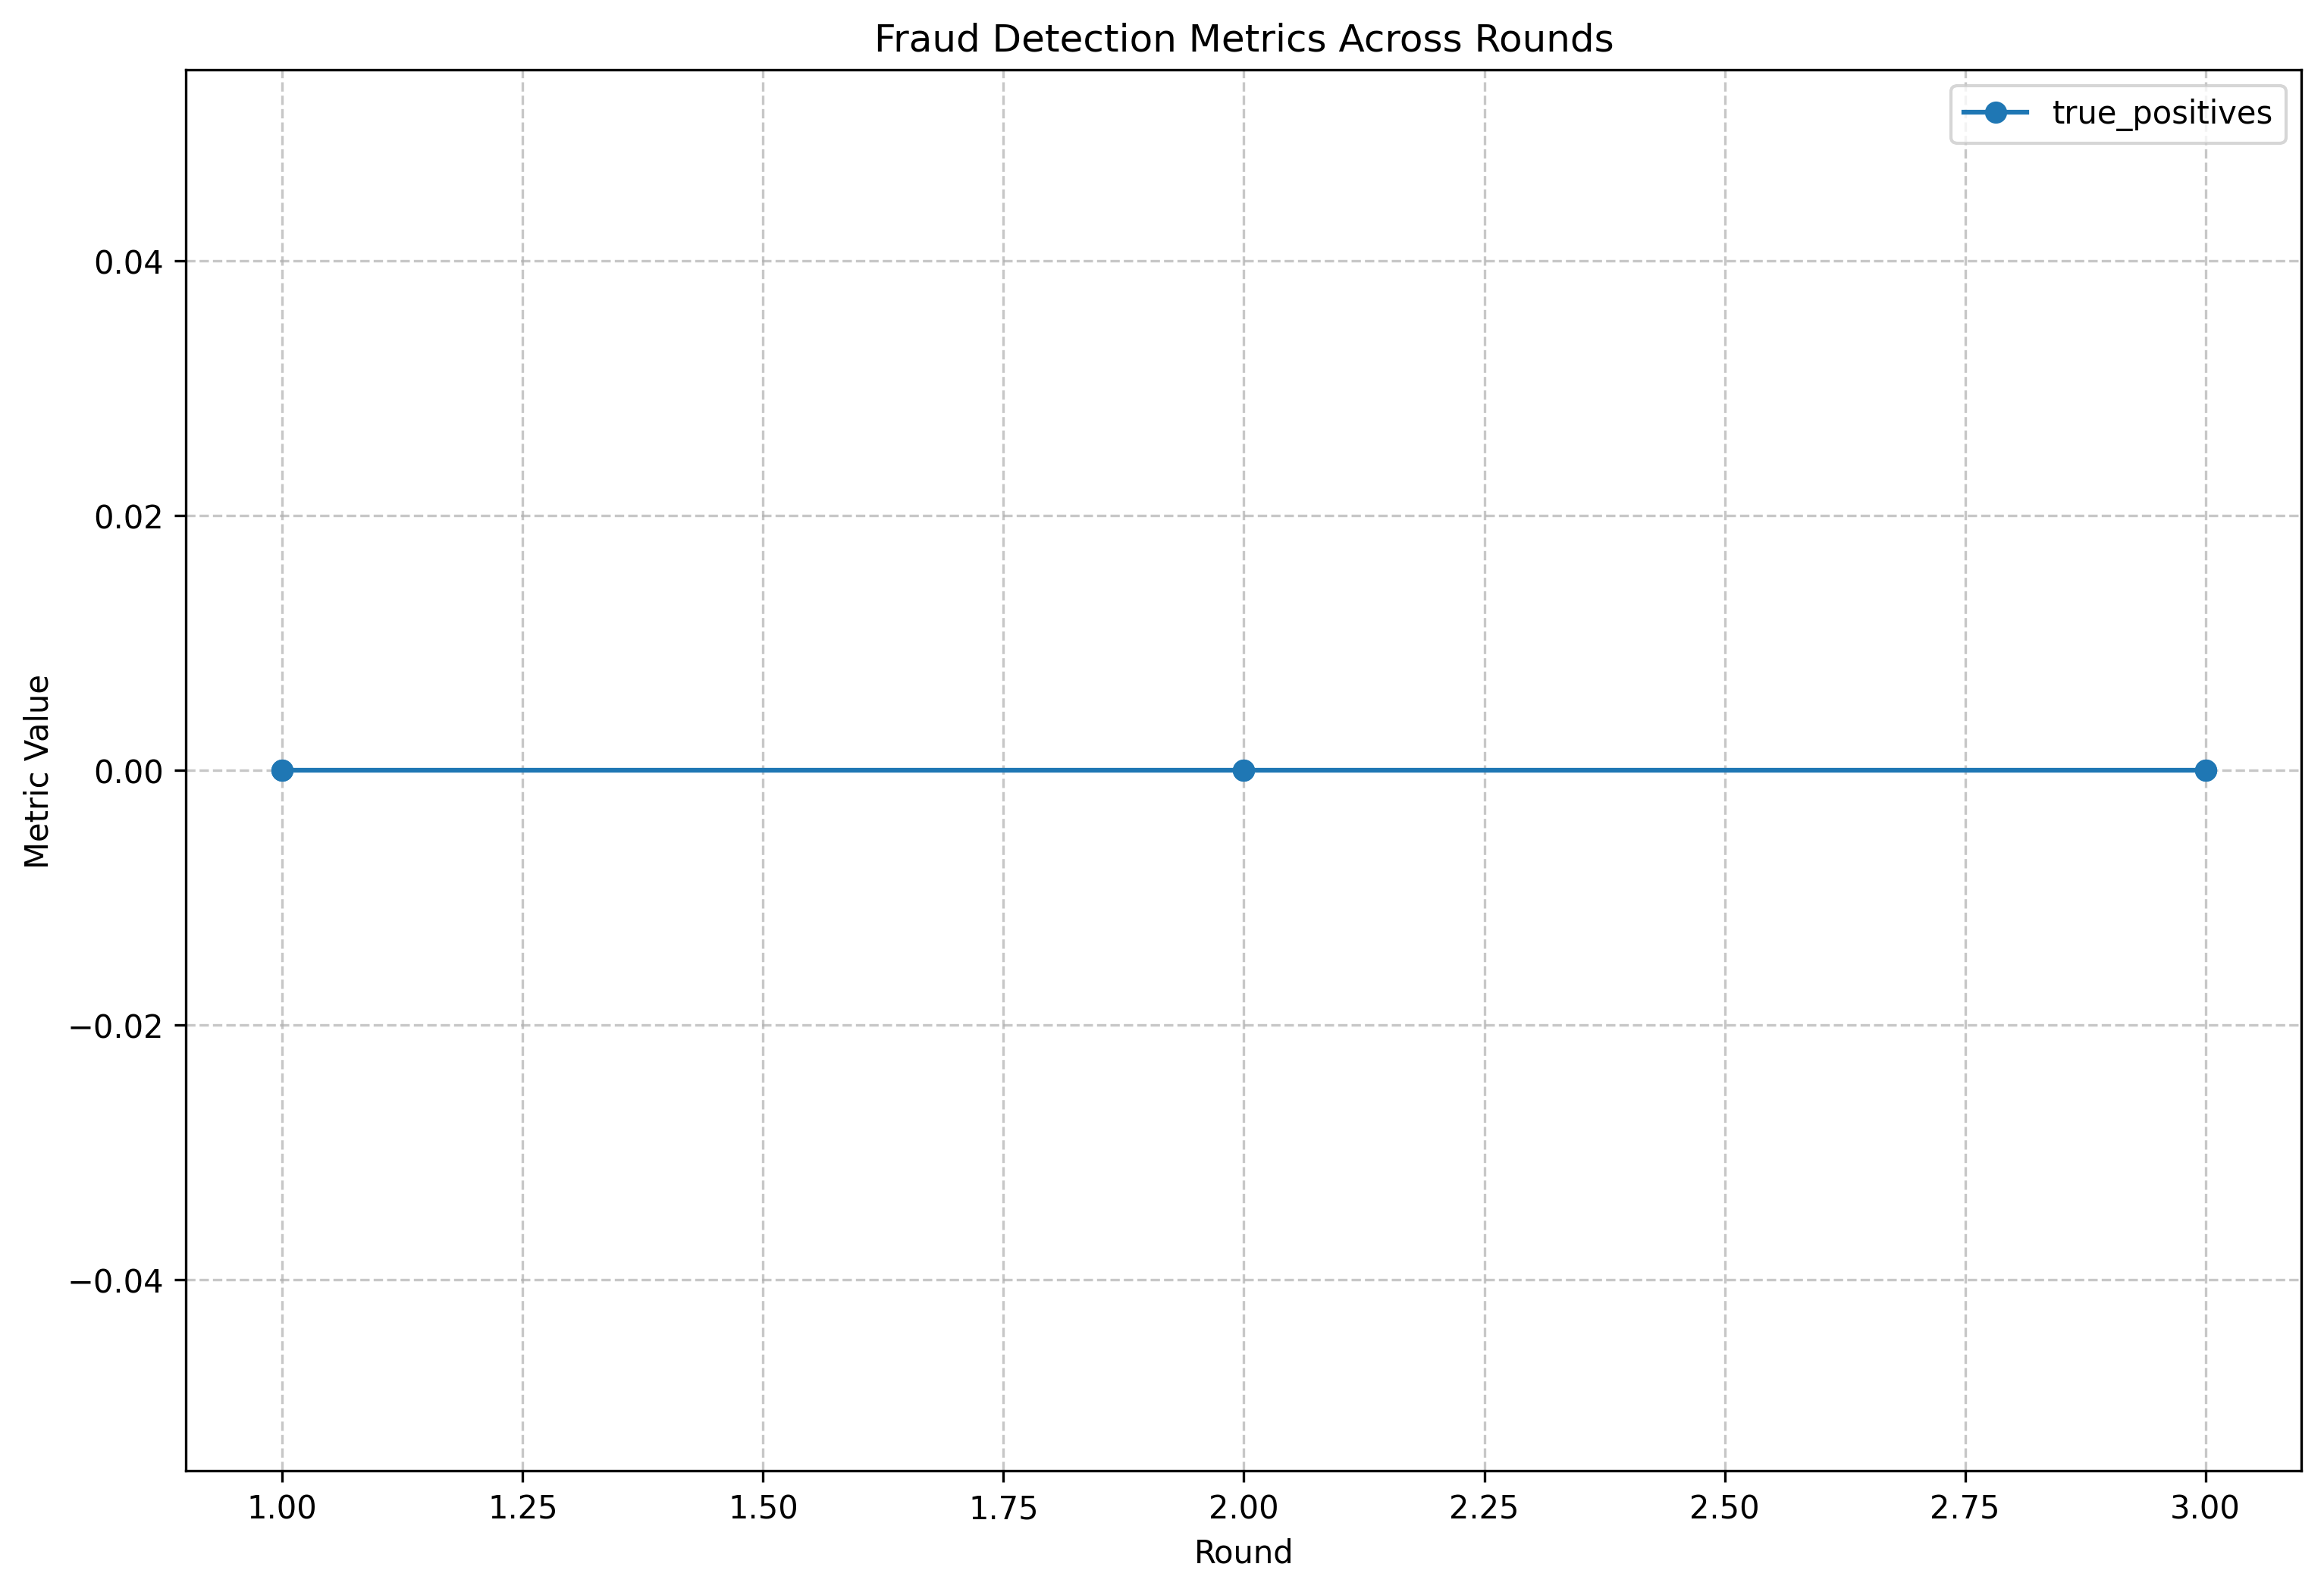 Fraud Detection Metrics Across Rounds
true_positives
Metric Value
0.04
0.02
0.00
−0.02
−0.04
1.00 1.25 1.50 1.75 2.00 2.25 2.50 2.75 3.00
Round